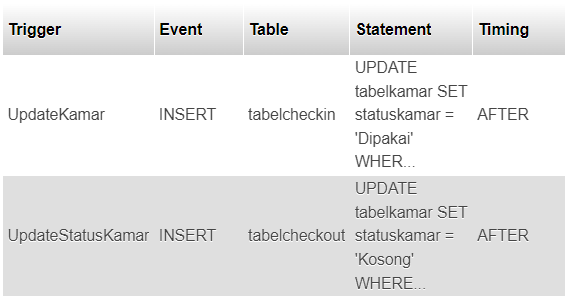 Trigger Event Table Statement Timing
UpdateKamar INSERT tabelcheckin UPDATE tabelkamar SET statuskamar = 'Dipakai' WHER... AFTER
UpdateStatusKamar INSERT tabelcheckout UPDATE tabelkamar SET statuskamar = 'Kosong' WHERE... AFTER